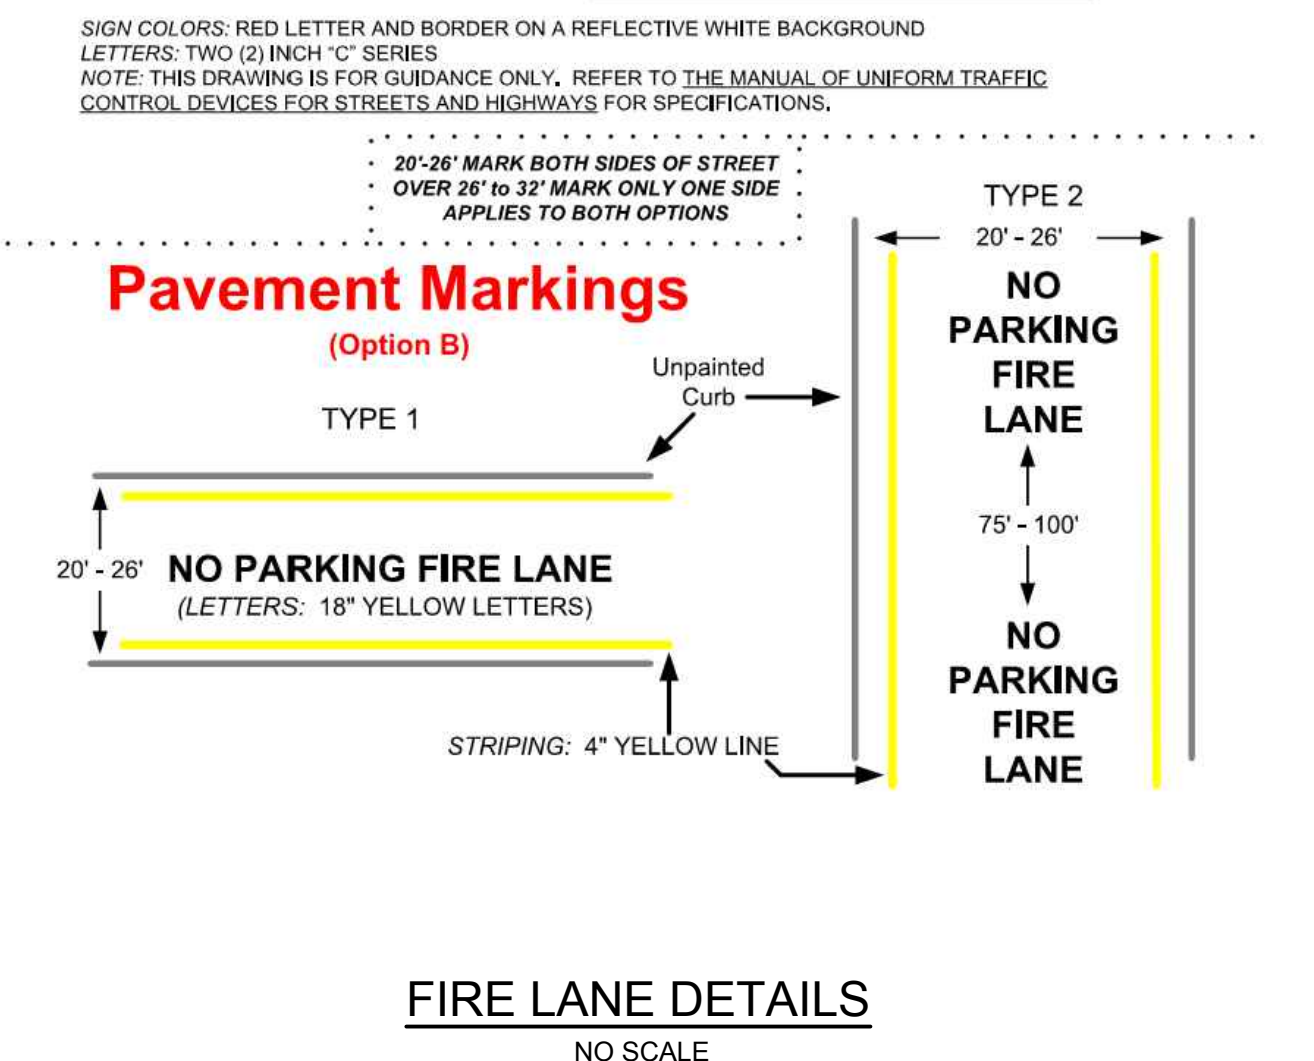 SIGN COLORS: RED LETTER AND BORDER ON A REFLECTIVE WHITE BACKGROUND
LETTERS: TWO (2) INCH “C” SERIES
NOTE: THIS DRAWING IS FOR GUIDANCE ONLY. REFER TO THE MANUAL OF UNIFORM TRAFFIC
CONTROL DEVICES FOR STREETS AND HIGHWAYS FOR SPECIFICATIONS.
20'-26' MARK BOTH SIDES OF STREET
OVER 26' to 32' MARK ONLY ONE SIDE
APPLIES TO BOTH OPTIONS
Pavement Markings
(Option B)
Unpainted
Curb
TYPE 1
20' - 26'
NO PARKING FIRE LANE
(LETTERS: 18" YELLOW LETTERS)
STRIPING: 4" YELLOW LINE
TYPE 2
20' - 26'
NO
PARKING
FIRE
LANE
75' - 100'
NO
PARKING
FIRE
LANE
FIRE LANE DETAILS
NO SCALE